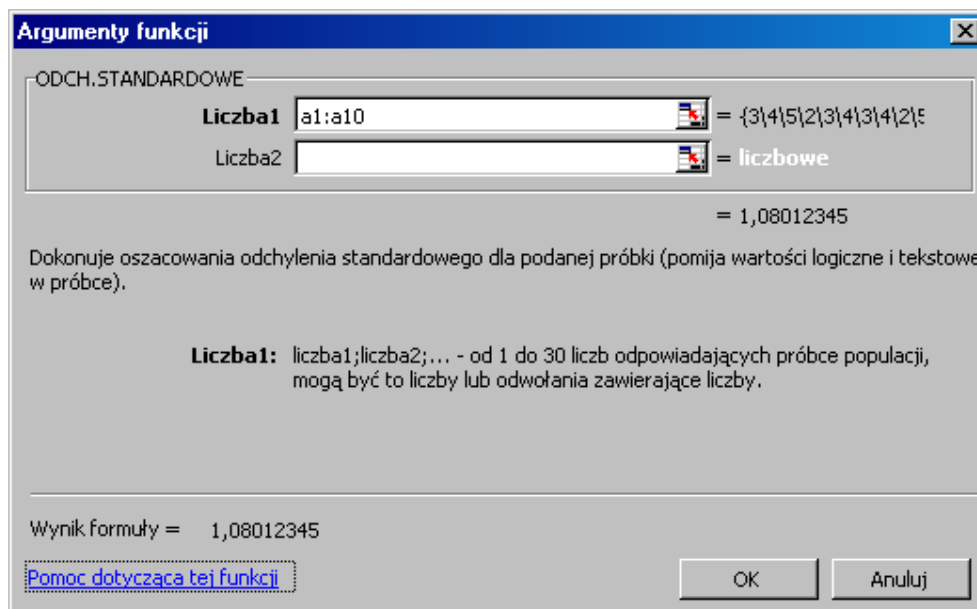 Argumenty funkcji
ODCH.STANDARDOWE
Liczba1 a1:a10 = {3\4\5\2\3\4\3\4\2\5
Liczba2 = liczbowe
= 1,08012345
Dokonuje oszacowania odchylenia standardowego dla podanej próbki (pomija wartości logiczne i tekstowe
w próbce).
Liczba1: liczba1;liczba2;... - od 1 do 30 liczb odpowiadających próbce populacji,
mogą być to liczby lub odwołania zawierające liczby.
Wynik formuły = 1,08012345
Pomoc dotycząca tej funkcji
OK Anuluj